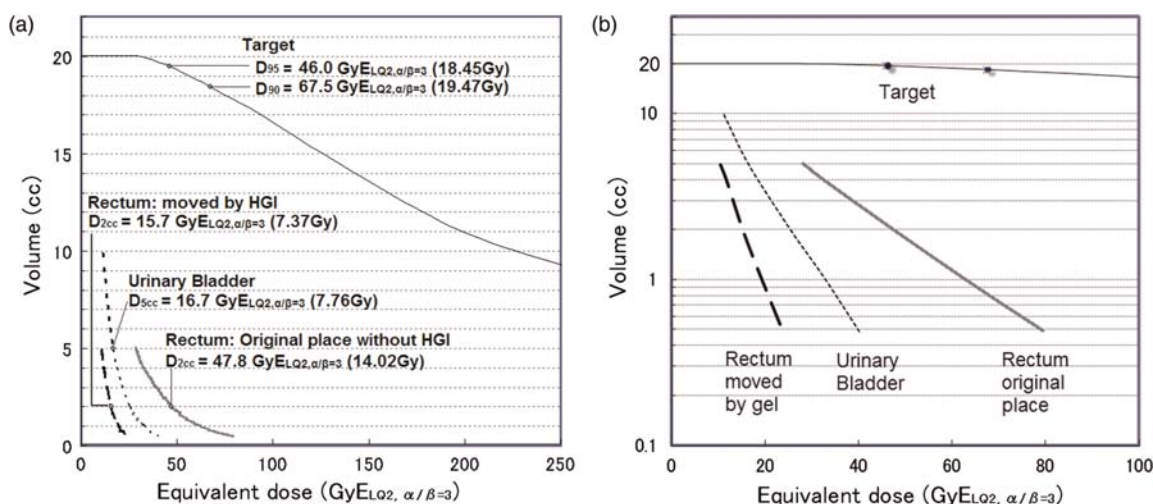 (a)
Target
D95 = 46.0 GyELQ2,α/β=3 (18.45Gy)
D90 = 67.5 GyELQ2,α/β=3 (19.47Gy)
Rectum: moved by HGI
D2cc = 15.7 GyELQ2,α/β=3 (7.37Gy)
Urinary Bladder
D5cc = 16.7 GyELQ2,α/β=3 (7.76Gy)
Rectum: Original place without HGI
D2cc = 47.8 GyELQ2,α/β=3 (14.02Gy)
Volume (cc)
20
15
10
5
0
0 50 100 150 200 250
Equivalent dose (GyELQ2, α/β=3)
(b)
Target
Volume (cc)
20
10
1
0.1
Rectum
moved
by gel
Urinary
Bladder
Rectum
original
place
0 20 40 60 80 100
Equivalent dose (GyELQ2, α/β=3)